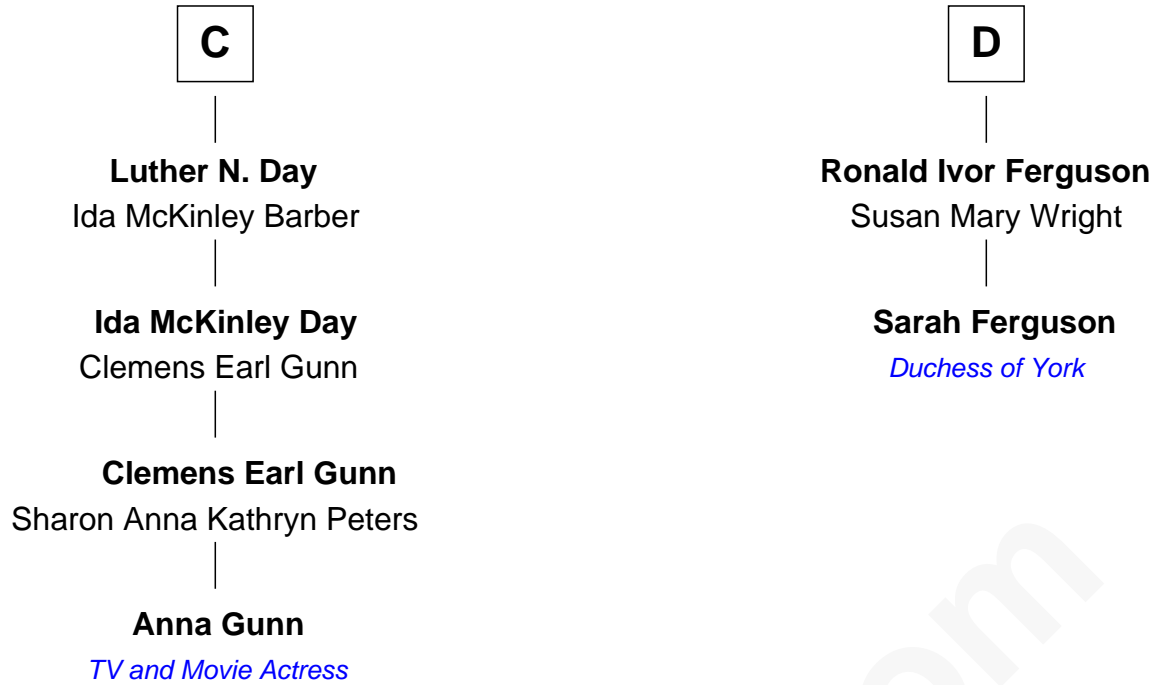 C
Luther N. Day
Ida McKinley Barber
Ida McKinley Day
Clemens Earl Gunn
Clemens Earl Gunn
Sharon Anna Kathryn Peters
Anna Gunn
TV and Movie Actress
D
Ronald Ivor Ferguson
Susan Mary Wright
Sarah Ferguson
Duchess of York
om